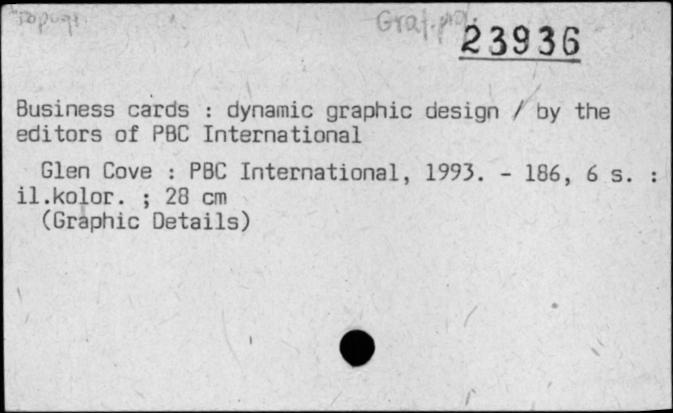 23936
Business cards : dynamic graphic design / by the
editors of PBC International
Glen Cove : PBC International, 1993. - 186, 6 s. :
il.kolor. ; 28 cm
(Graphic Details)